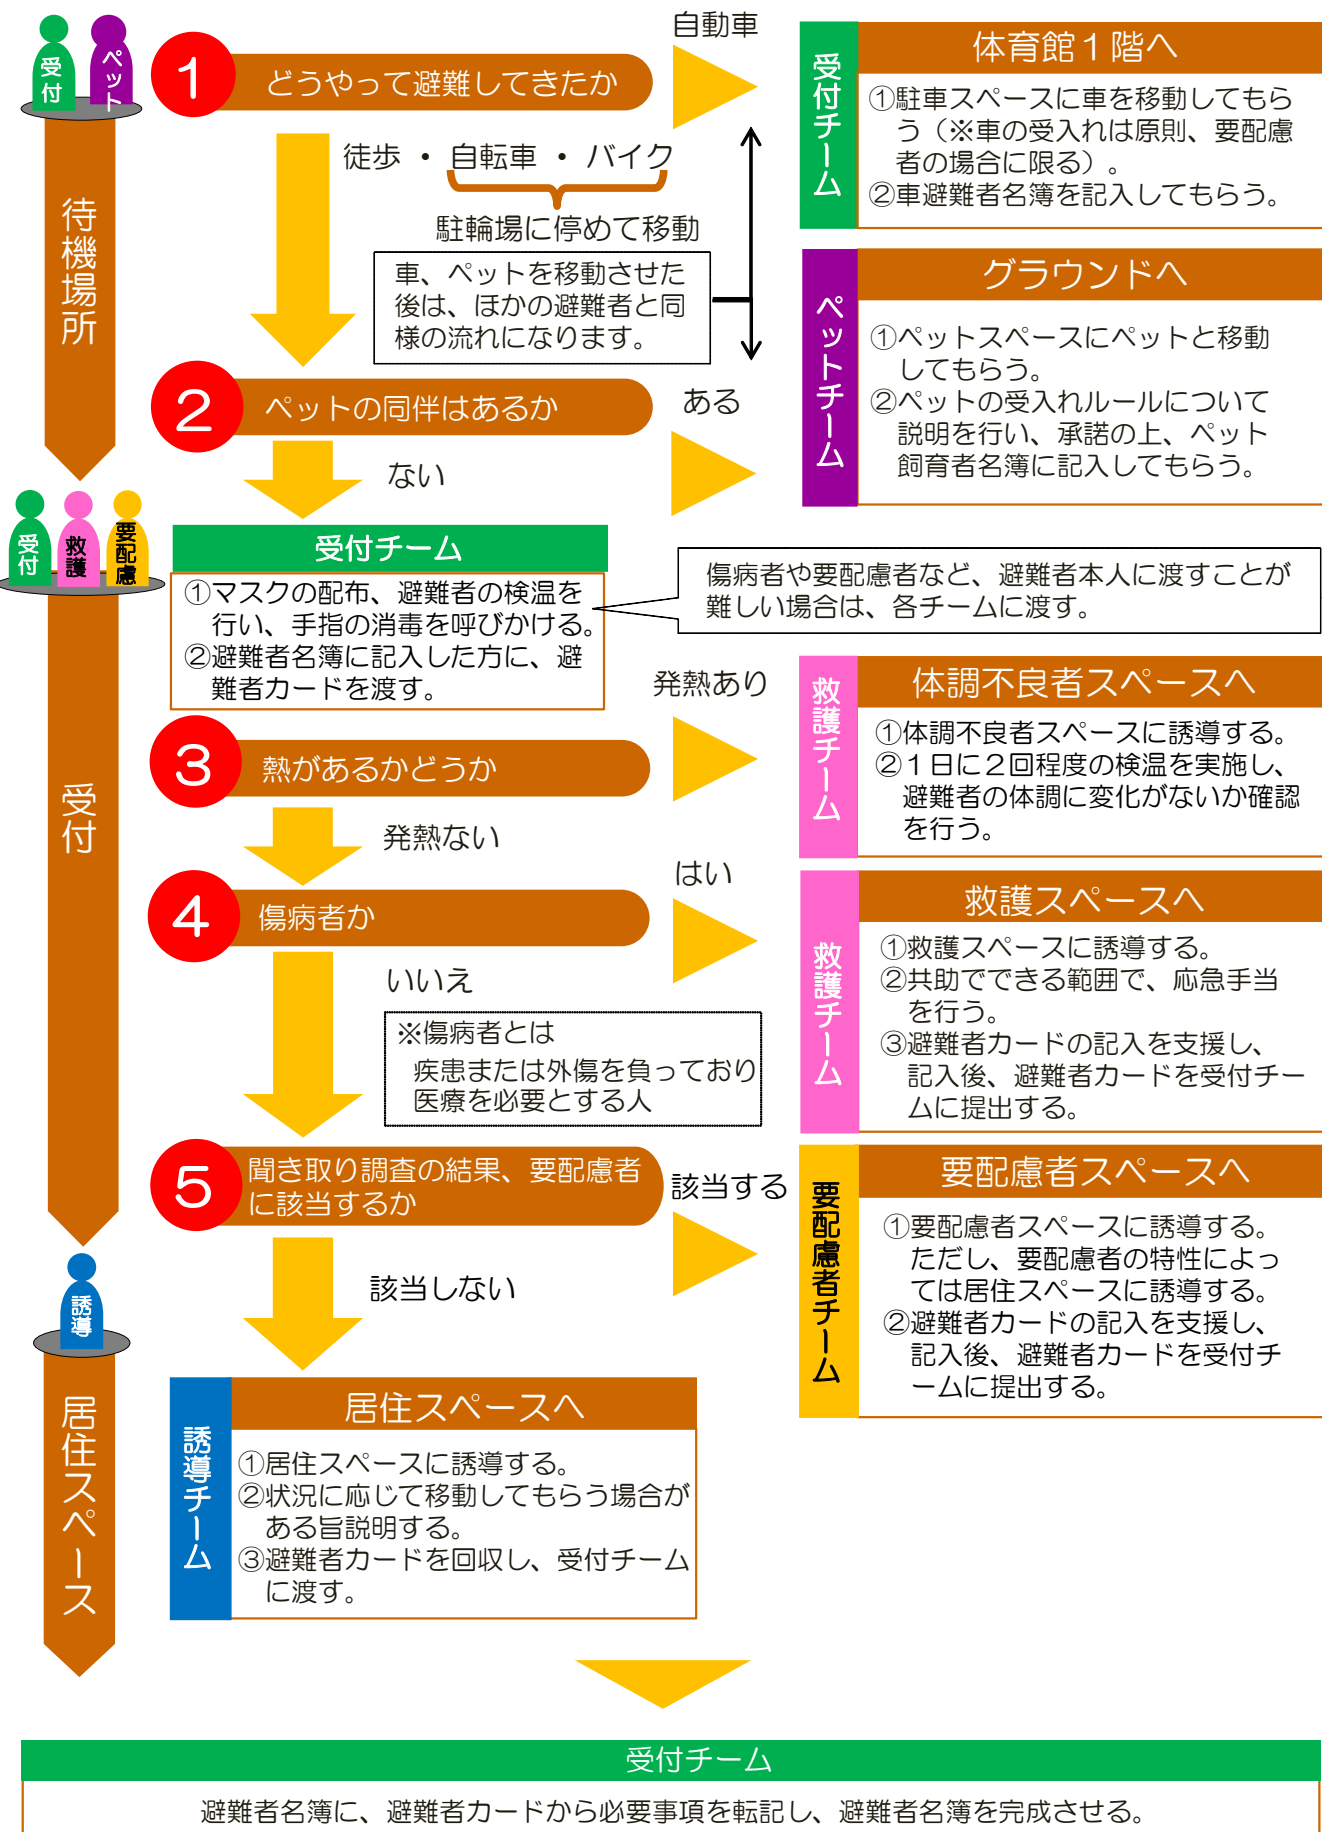 受付
ペット
待機場所
1 どうやって避難してきたか
自動車
徒歩 ・ 自転車 ・ バイク
駐輪場に停めて移動
車、ペットを移動させた
後は、ほかの避難者と同
様の流れになります。
受付チーム
体育館１階へ
①駐車スペースに車を移動してもら
う（※車の受入れは原則、要配慮
者の場合に限る）。
②車避難者名簿を記入してもらう。
2 ペットの同伴はあるか
ある
ない
ペットチーム
グラウンドへ
①ペットスペースにペットと移動
してもらう。
②ペットの受入れルールについて
説明を行い、承諾の上、ペット
飼育者名簿に記入してもらう。
受付
救護
要配慮
受付
受付チーム
①マスクの配布、避難者の検温を
行い、手指の消毒を呼びかける。
②避難者名簿に記入した方に、避
難者カードを渡す。
傷病者や要配慮者など、避難者本人に渡すことが
難しい場合は、各チームに渡す。
3 熱があるかどうか
発熱あり
発熱ない
救護チーム
体調不良者スペースへ
①体調不良者スペースに誘導する。
②１日に２回程度の検温を実施し、
避難者の体調に変化がないか確認
を行う。
4 傷病者か
はい
いいえ
※傷病者とは
疾患または外傷を負っており
医療を必要とする人
救護チーム
救護スペースへ
①救護スペースに誘導する。
②共助でできる範囲で、応急手当
を行う。
③避難者カードの記入を支援し、
記入後、避難者カードを受付チー
ムに提出する。
5 聞き取り調査の結果、要配慮者
に該当するか
該当する
該当しない
要配慮者チーム
要配慮者スペースへ
①要配慮者スペースに誘導する。
ただし、要配慮者の特性によっ
ては居住スペースに誘導する。
②避難者カードの記入を支援し、
記入後、避難者カードを受付チ
ームに提出する。
誘導
居住スペース
誘導チーム
居住スペースへ
①居住スペースに誘導する。
②状況に応じて移動してもらう場合が
ある旨説明する。
③避難者カードを回収し、受付チーム
に渡す。
受付チーム
避難者名簿に、避難者カードから必要事項を転記し、避難者名簿を完成させる。